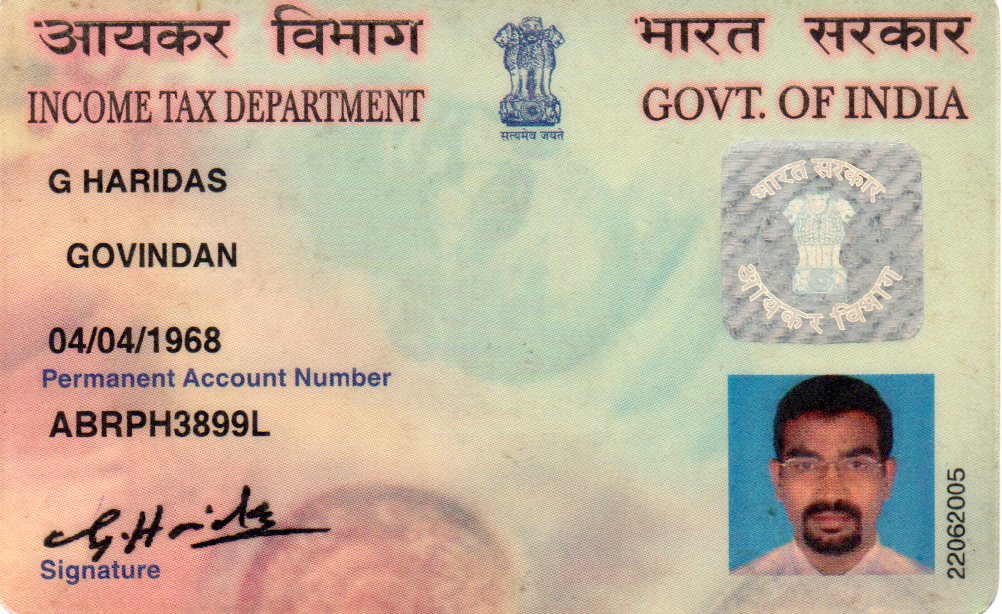 आयकर विभाग
INCOME TAX DEPARTMENT
सत्यमेव जयते
भारत सरकार
GOVT. OF INDIA
G HARIDAS
GOVINDAN
04/04/1968
Permanent Account Number
ABRPH3899L
G. Haridas
Signature
भारत सरकार
आयकर विभाग
22062005